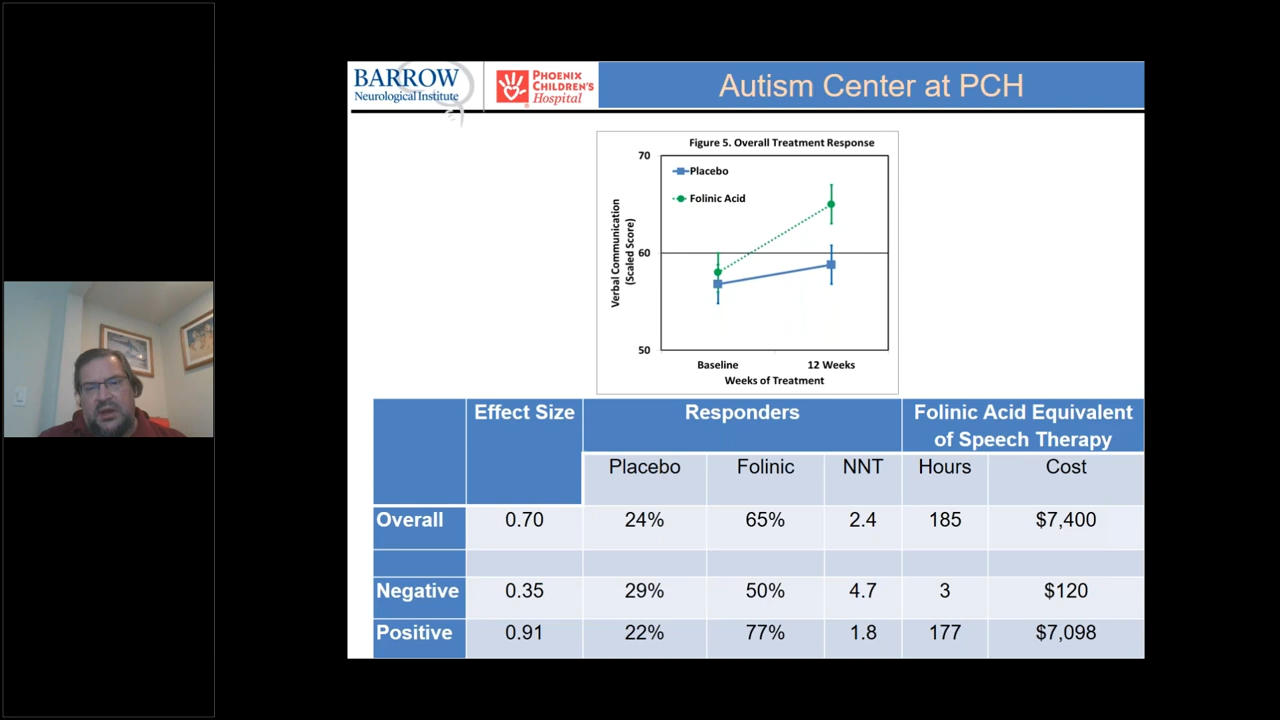 BARROW
Neurological Institute
PHOENIX
CHILDREN'S
Hospital
Autism Center at PCH
Figure 5. Overall Treatment Response
70
60
50
Verbal Communication
(Scaled Score)
Placebo
Folinic Acid
Baseline 12 Weeks
Weeks of Treatment
Effect Size Responders Folinic Acid Equivalent
of Speech Therapy
Placebo Folinic NNT Hours Cost
Overall 0.70 24% 65% 2.4 185 $7,400
Negative 0.35 29% 50% 4.7 3 $120
Positive 0.91 22% 77% 1.8 177 $7,098